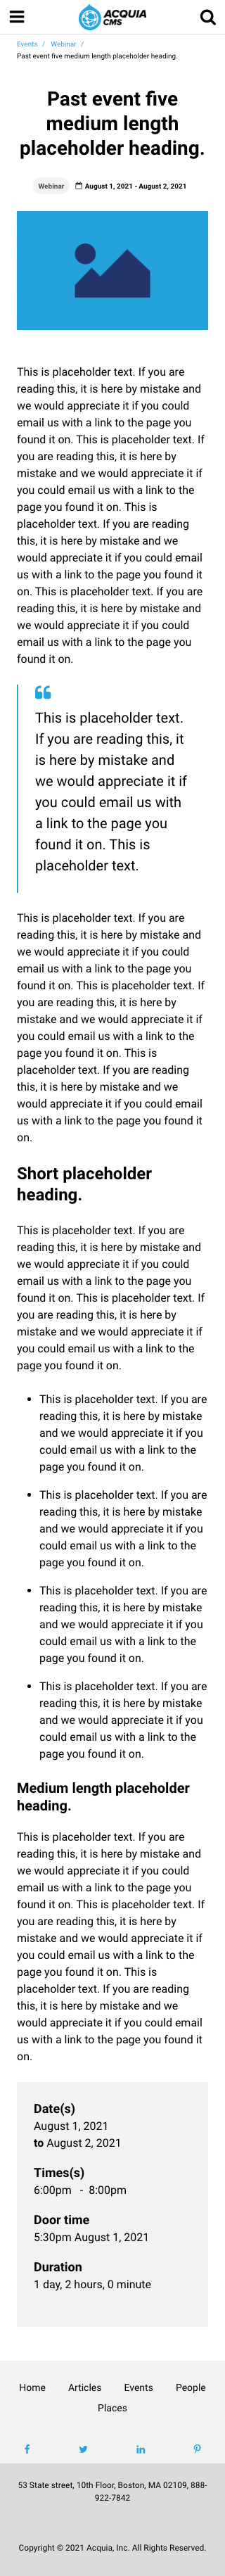 ACQUIA
CMS
Events / Webinar /
Past event five medium length placeholder heading.
Past event five
medium length
placeholder heading.
Webinar August 1, 2021 - August 2, 2021
This is placeholder text. If you are
reading this, it is here by mistake and
we would appreciate it if you could
email us with a link to the page you
found it on. This is placeholder text. If
you are reading this, it is here by
mistake and we would appreciate it if
you could email us with a link to the
page you found it on. This is
placeholder text. If you are reading
this, it is here by mistake and we
would appreciate it if you could email
us with a link to the page you found it
on. This is placeholder text. If you are
reading this, it is here by mistake and
we would appreciate it if you could
email us with a link to the page you
found it on.
This is placeholder text.
If you are reading this, it
is here by mistake and
we would appreciate it if
you could email us with
a link to the page you
found it on. This is
placeholder text.
This is placeholder text. If you are
reading this, it is here by mistake and
we would appreciate it if you could
email us with a link to the page you
found it on. This is placeholder text. If
you are reading this, it is here by
mistake and we would appreciate it if
you could email us with a link to the
page you found it on. This is
placeholder text. If you are reading
this, it is here by mistake and we
would appreciate it if you could email
us with a link to the page you found it
on.
Short placeholder
heading.
This is placeholder text. If you are
reading this, it is here by mistake and
we would appreciate it if you could
email us with a link to the page you
found it on. This is placeholder text. If
you are reading this, it is here by
mistake and we would appreciate it if
you could email us with a link to the
page you found it on.
• This is placeholder text. If you are
reading this, it is here by mistake
and we would appreciate it if you
could email us with a link to the
page you found it on.
• This is placeholder text. If you are
reading this, it is here by mistake
and we would appreciate it if you
could email us with a link to the
page you found it on.
• This is placeholder text. If you are
reading this, it is here by mistake
and we would appreciate it if you
could email us with a link to the
page you found it on.
• This is placeholder text. If you are
reading this, it is here by mistake
and we would appreciate it if you
could email us with a link to the
page you found it on.
Medium length placeholder
heading.
This is placeholder text. If you are
reading this, it is here by mistake and
we would appreciate it if you could
email us with a link to the page you
found it on. This is placeholder text. If
you are reading this, it is here by
mistake and we would appreciate it if
you could email us with a link to the
page you found it on. This is
placeholder text. If you are reading
this, it is here by mistake and we
would appreciate it if you could email
us with a link to the page you found it
on.
Date(s)
August 1, 2021
to August 2, 2021
Times(s)
6:00pm - 8:00pm
Door time
5:30pm August 1, 2021
Duration
1 day, 2 hours, 0 minute
Home Articles Events People
Places
53 State street, 10th Floor, Boston, MA 02109, 888-
922-7842
Copyright © 2021 Acquia, Inc. All Rights Reserved.